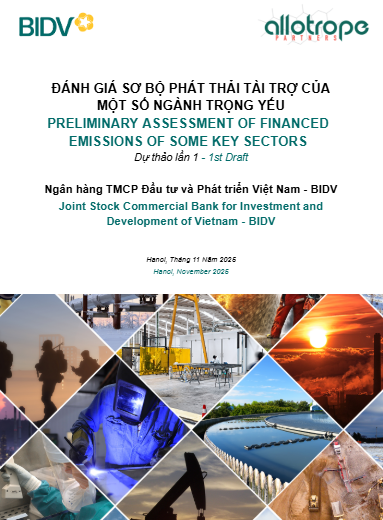 BIDV
allotrope
PARTNERS
ĐÁNH GIÁ SƠ BỘ PHÁT THẢI TÀI TRỢ CỦA
MỘT SỐ NGÀNH TRỌNG YẾU
PRELIMINARY ASSESSMENT OF FINANCED
EMISSIONS OF SOME KEY SECTORS
Dự thảo lần 1 - 1st Draft
Ngân hàng TMCP Đầu tư và Phát triển Việt Nam - BIDV
Joint Stock Commercial Bank for Investment and
Development of Vietnam - BIDV
Hanoi, Tháng 11 Năm 2025
Hanoi, November 2025